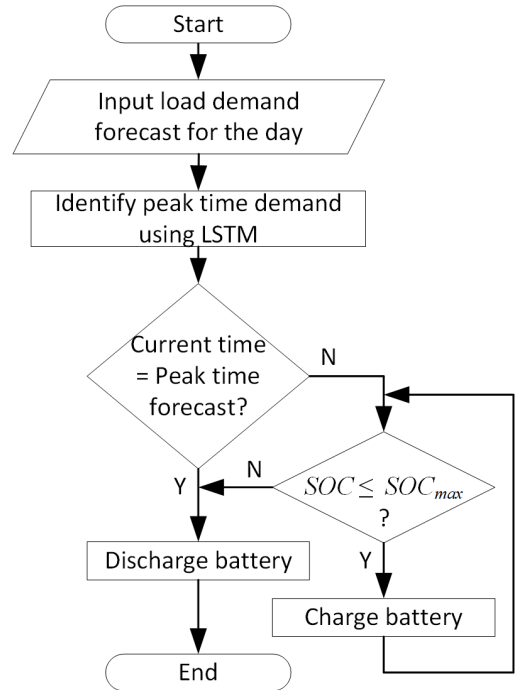 Start
Input load demand
forecast for the day
Identify peak time demand
using LSTM
Current time
= Peak time
forecast?
N
Y
N
SOC ≤ SOCmax
?
Y
Discharge battery
Charge battery
End